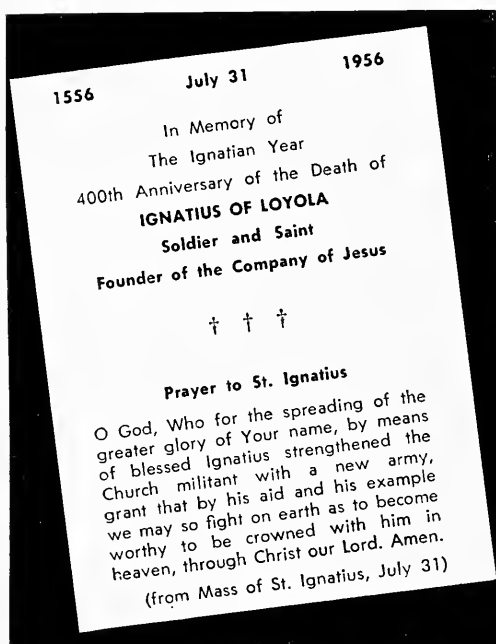 1556 July 31 1956
In Memory of
The Ignatian Year
400th Anniversary of the Death of
IGNATIUS OF LOYOLA
Soldier and Saint
Founder of the Company of Jesus
† † †
Prayer to St. Ignatius
O God, Who for the spreading of the
greater glory of Your name, by means
of blessed Ignatius strengthened the
Church militant with a new army,
grant that by his aid and his example
we may so fight on earth as to become
worthy to be crowned with him in
heaven, through Christ our Lord. Amen.
(from Mass of St. Ignatius, July 31)